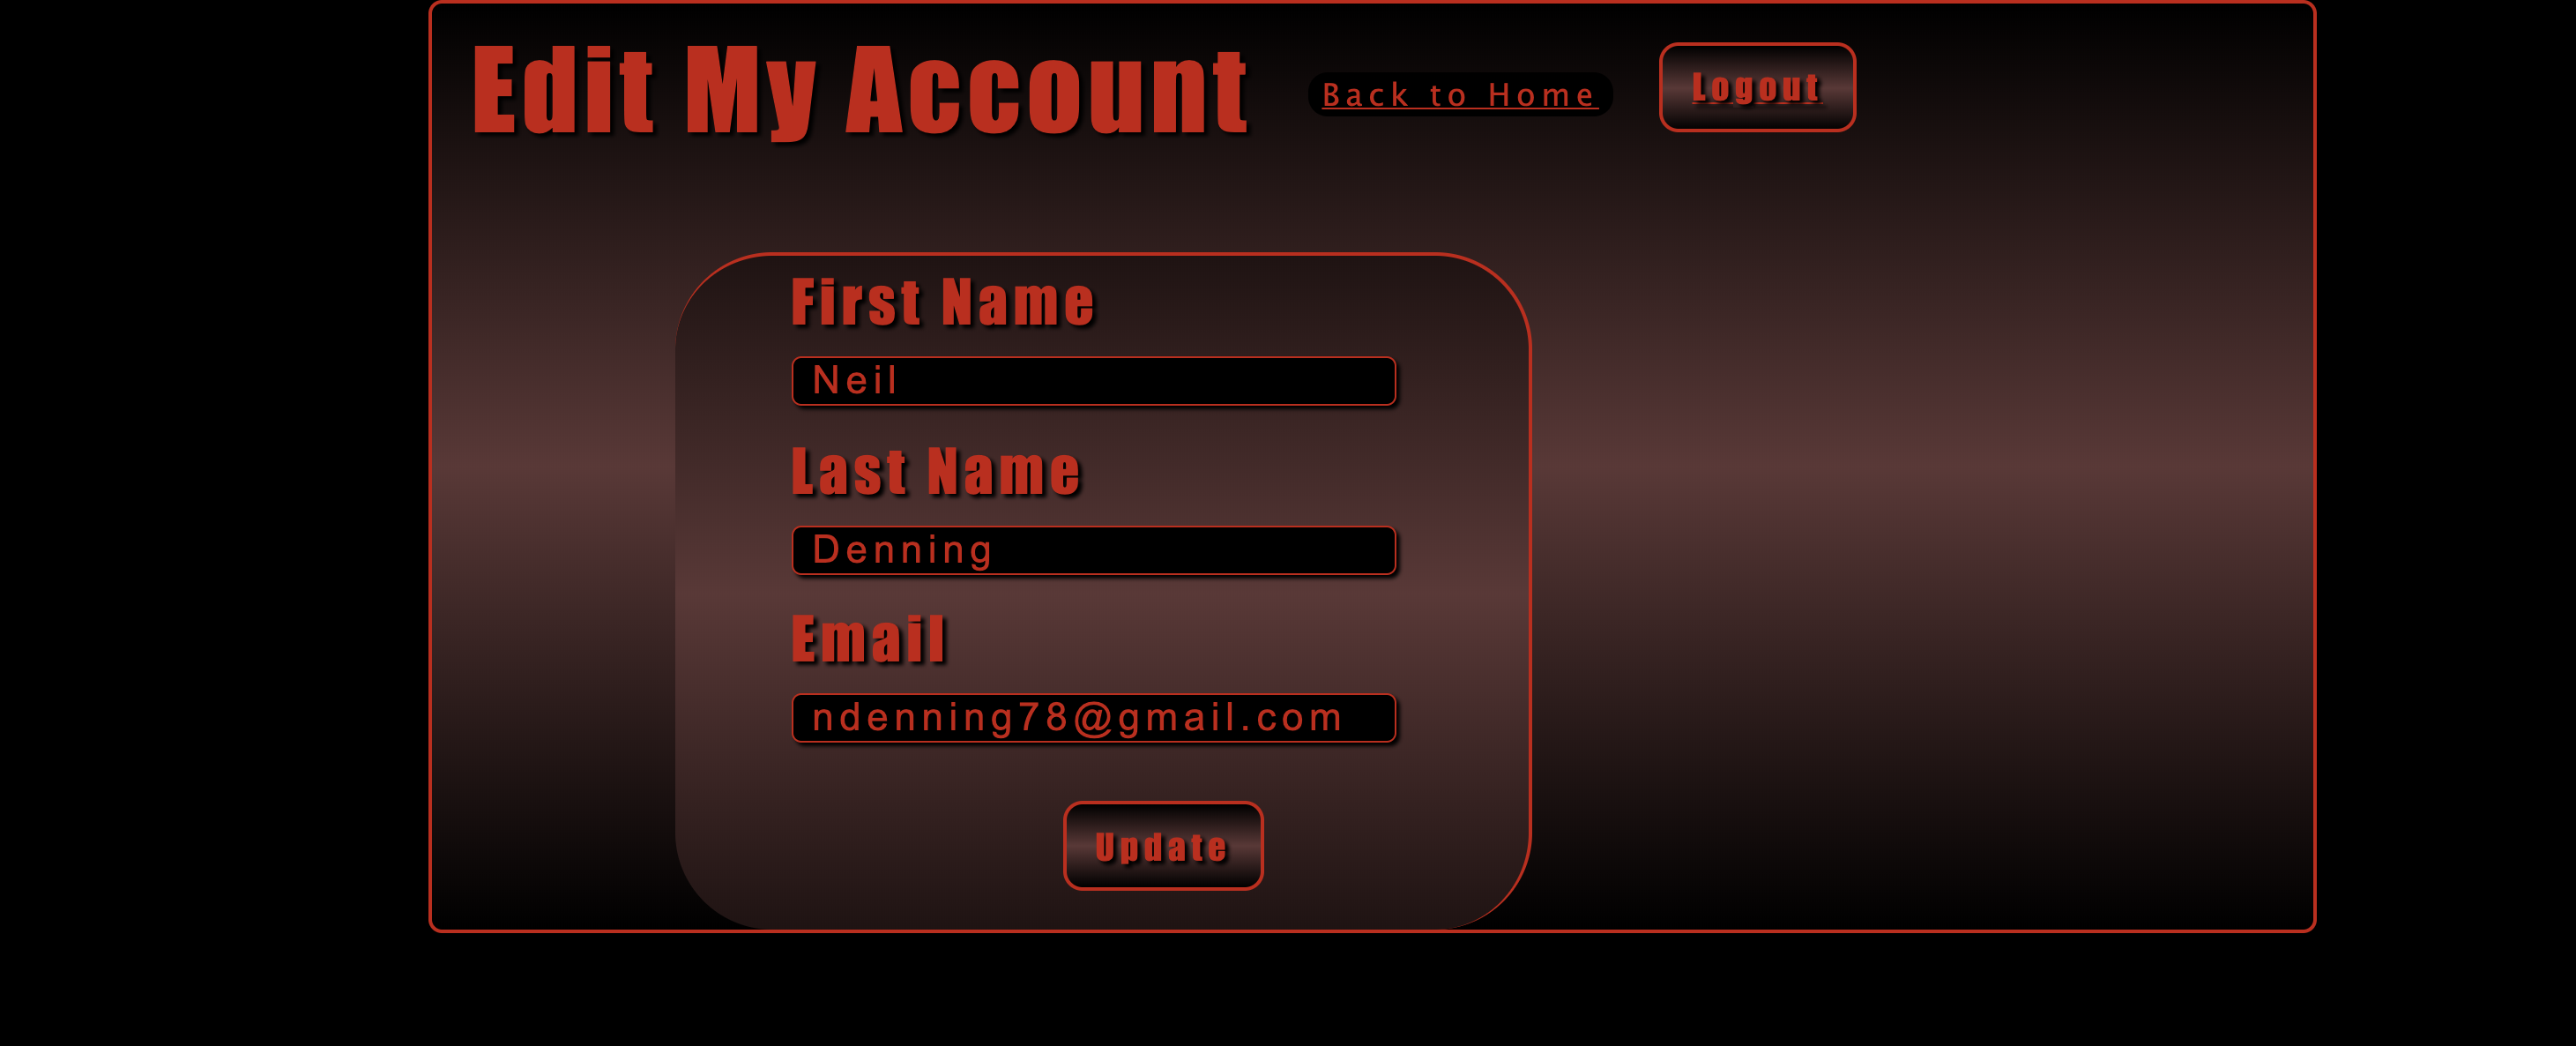 Edit My Account
Back to Home
Logout
First Name
Neil
Last Name
Denning
Email
ndenning78@gmail.com
Update